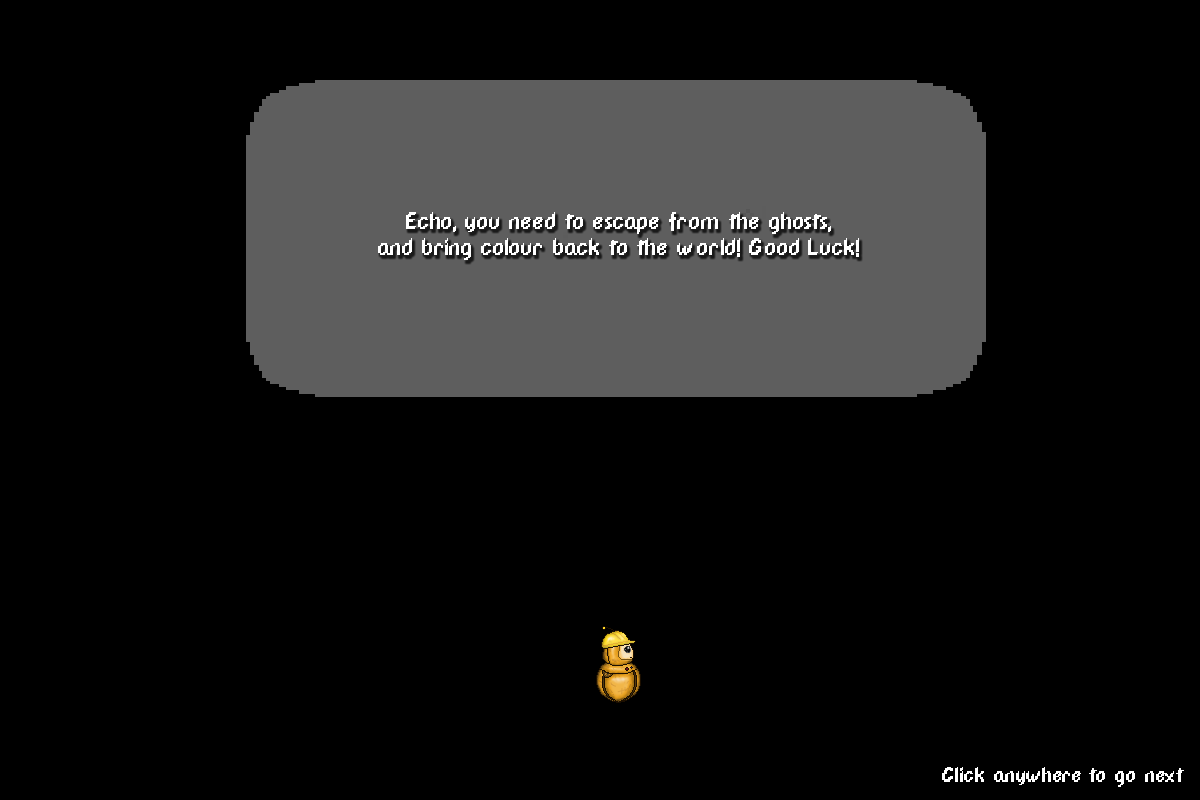 Echo, you need to escape from the ghosts,
and bring colour back to the world! Good Luck!
Click anywhere to go next